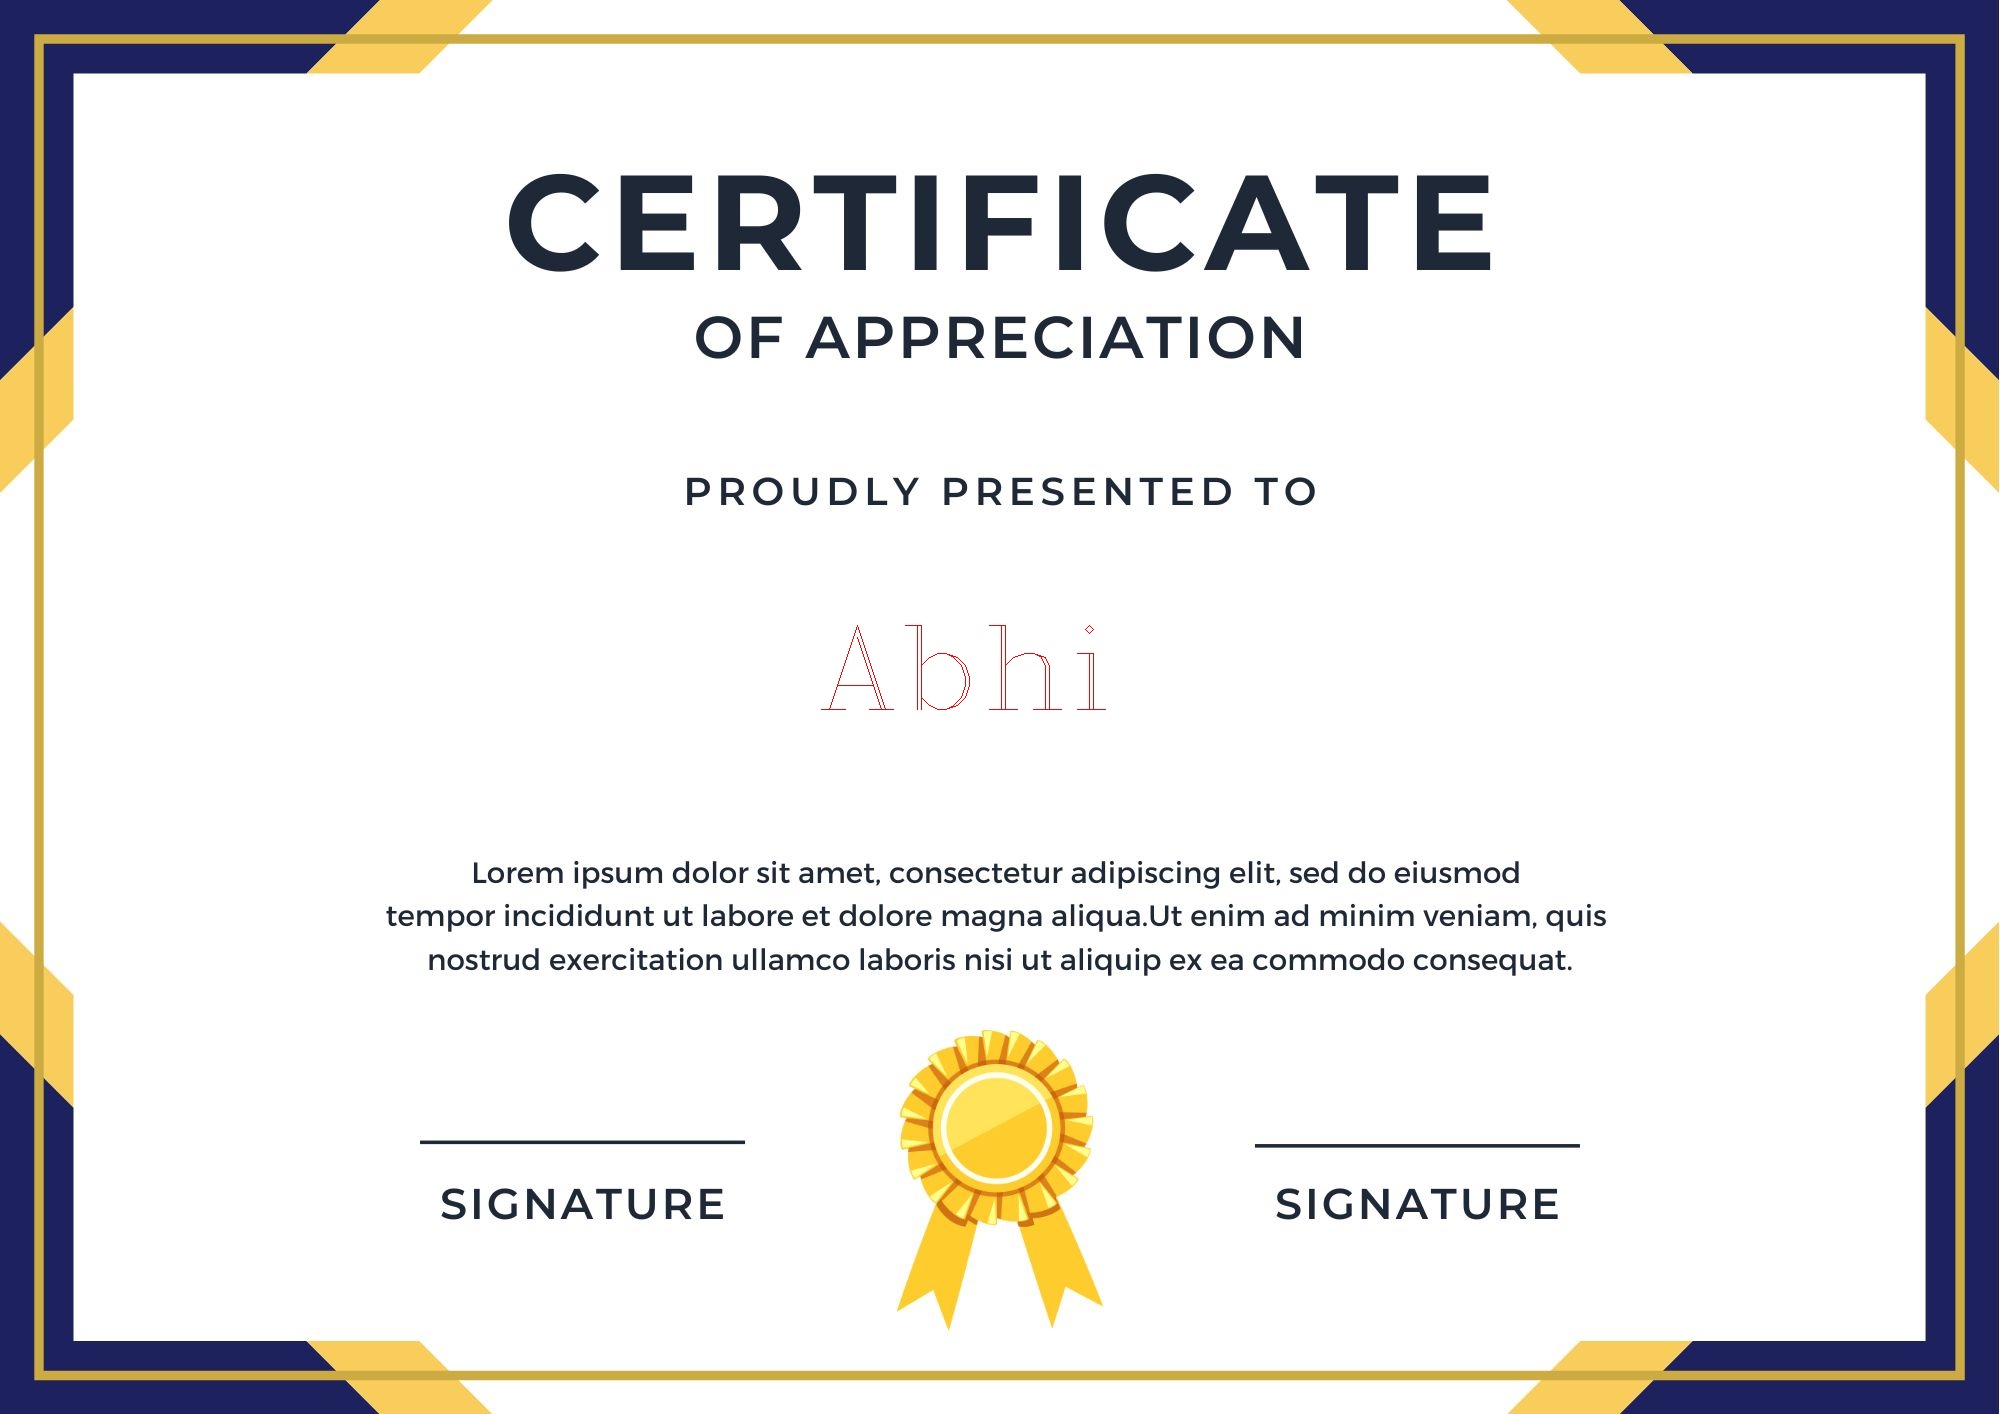 CERTIFICATE
OF APPRECIATION
PROUDLY PRESENTED TO
Abhi
Lorem ipsum dolor sit amet, consectetur adipiscing elit, sed do eiusmod
tempor incididunt ut labore et dolore magna aliqua.Ut enim ad minim veniam, quis
nostrud exercitation ullamco laboris nisi ut aliquip ex ea commodo consequat.
SIGNATURE
SIGNATURE